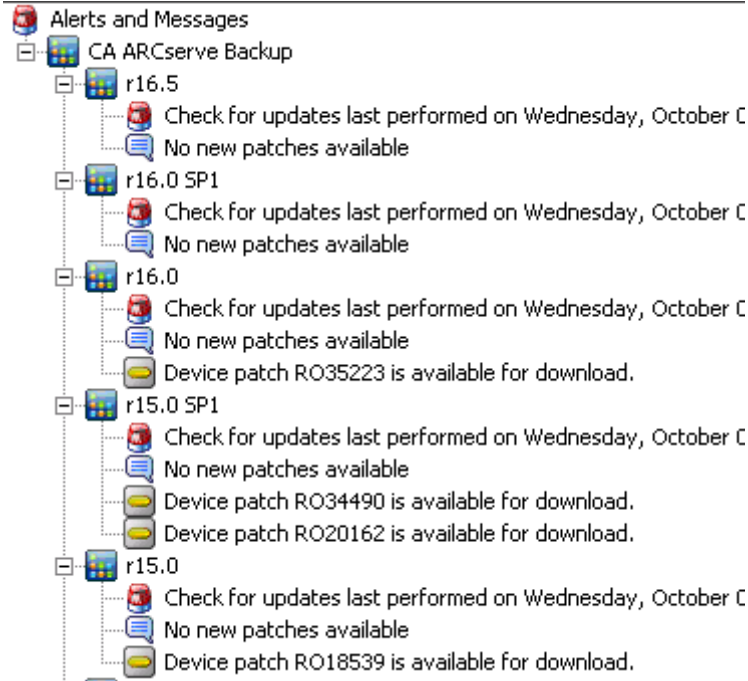 Alerts and Messages
CA ARCserve Backup
r16.5
Check for updates last performed on Wednesday, October
No new patches available
r16.0 SP1
Check for updates last performed on Wednesday, October
No new patches available
r16.0
Check for updates last performed on Wednesday, October
No new patches available
Device patch RO35223 is available for download.
r15.0 SP1
Check for updates last performed on Wednesday, October
No new patches available
Device patch RO34490 is available for download.
Device patch RO20162 is available for download.
r15.0
Check for updates last performed on Wednesday, October
No new patches available
Device patch RO18539 is available for download.